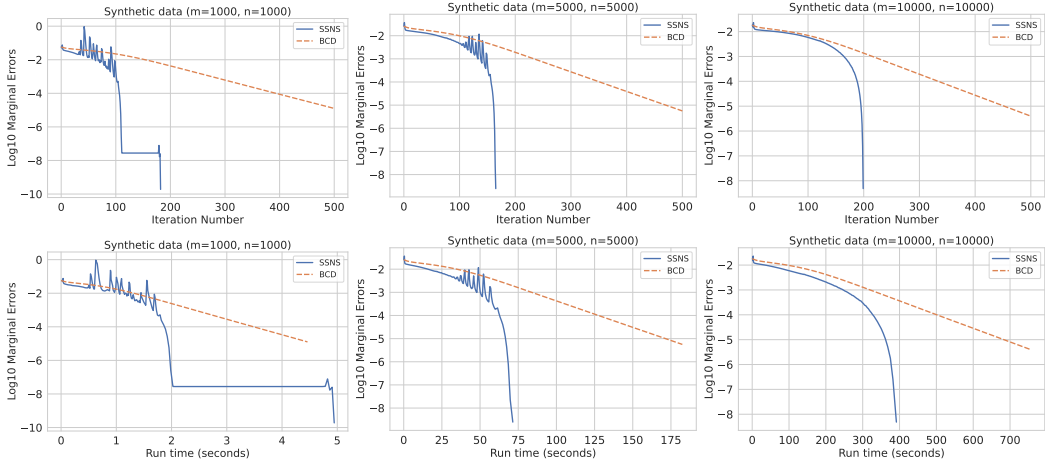 Synthetic data (m=1000, n=1000)
Log10 Marginal Errors
0
−2
−4
−6
−8
−10
0 100 200 300 400 500
Iteration Number
SSNS
BCD
Synthetic data (m=5000, n=5000)
Log10 Marginal Errors
−2
−3
−4
−5
−6
−7
−8
0 100 200 300 400 500
Iteration Number
SSNS
BCD
Synthetic data (m=10000, n=10000)
Log10 Marginal Errors
−2
−3
−4
−5
−6
−7
−8
0 100 200 300 400 500
Iteration Number
SSNS
BCD
Synthetic data (m=1000, n=1000)
Log10 Marginal Errors
0
−2
−4
−6
−8
−10
0 1 2 3 4 5
Run time (seconds)
SSNS
BCD
Synthetic data (m=5000, n=5000)
Log10 Marginal Errors
−2
−3
−4
−5
−6
−7
−8
0 25 50 75 100 125 150 175
Run time (seconds)
SSNS
BCD
Synthetic data (m=10000, n=10000)
Log10 Marginal Errors
−2
−3
−4
−5
−6
−7
−8
0 100 200 300 400 500 600 700
Run time (seconds)
SSNS
BCD